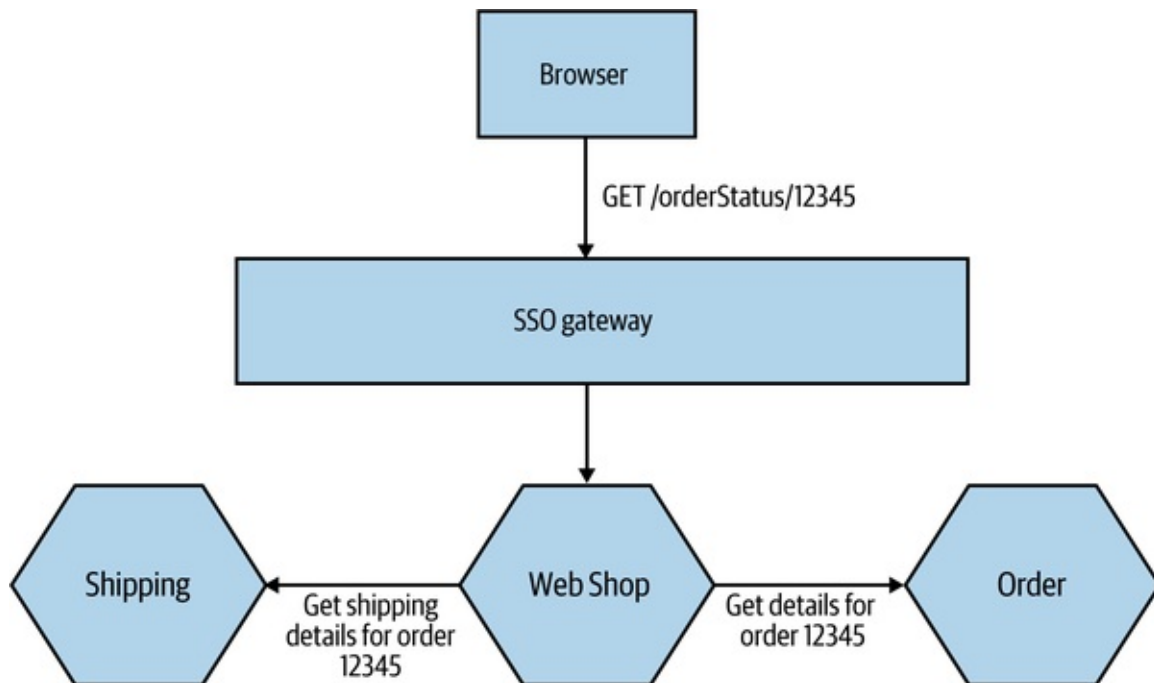 Browser
GET /orderStatus/12345
SSO gateway
Shipping
Get shipping
details for order
12345
Web Shop
Get details for
order 12345
Order